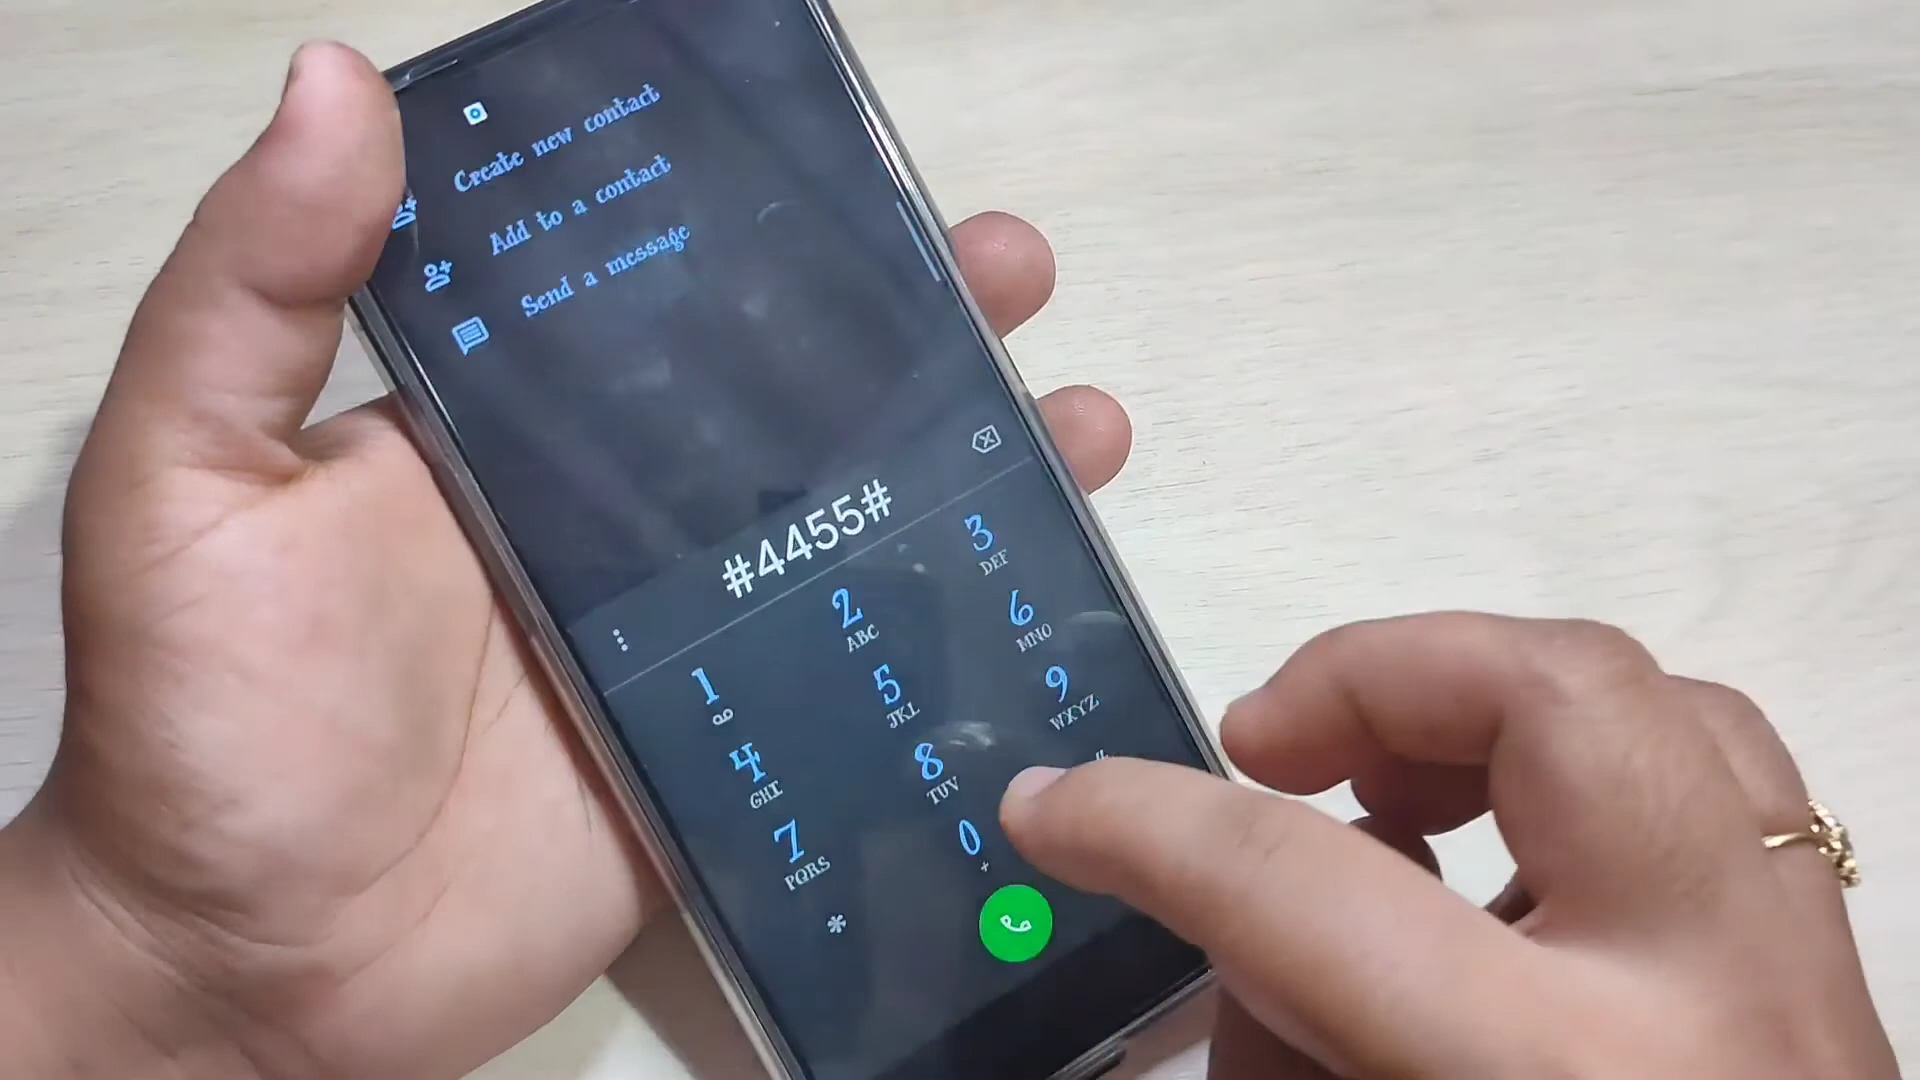 Create new contact
Add to a contact
Send a message
#4455#
1
2
ABC
3
DEF
4
GHI
5
JKL
6
MNO
7
PQRS
8
TUV
9
WXYZ
*
0
+
#